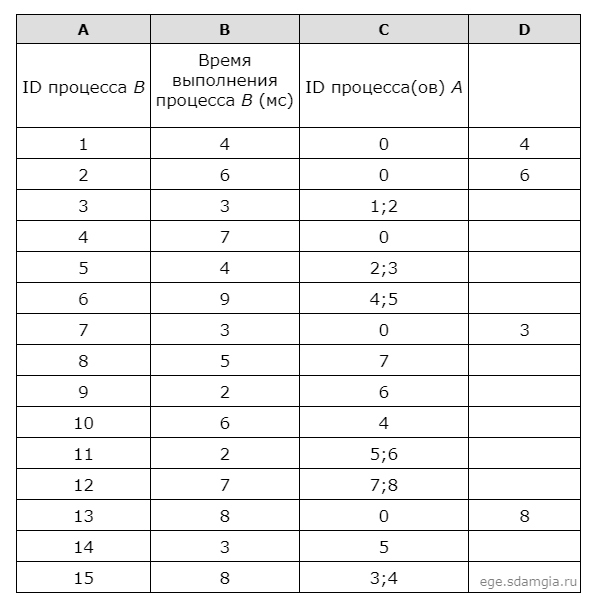 A B C D
ID процесса B Время выполнения процесса B (мс) ID процесса(ов) A
1 4 0 4
2 6 0 6
3 3 1;2
4 7 0
5 4 2;3
6 9 4;5
7 3 0 3
8 5 7
9 2 6
10 6 4
11 2 5;6
12 7 7;8
13 8 0 8
14 3 5
15 8 3;4
ege.sdamgia.ru